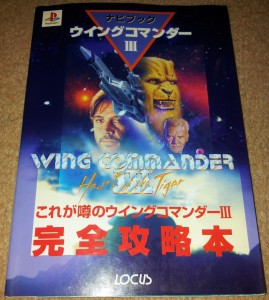 ナビブック
ウイングコマンダー
III
WING COMMANDER
III
Heart of the Tiger
これが噂のウイングコマンダーIII
完全攻略本
LOCUS